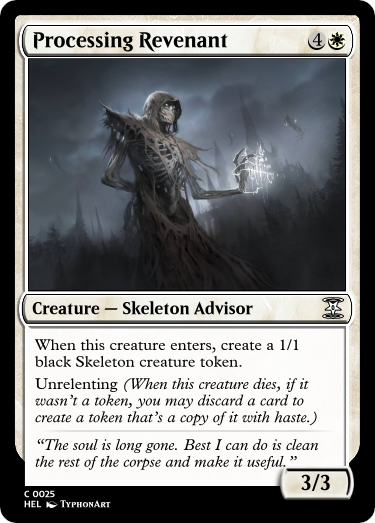 Processing Revenant 4
Creature — Skeleton Advisor
When this creature enters, create a 1/1
black Skeleton creature token.
Unrelenting (When this creature dies, if it
wasn't a token, you may discard a card to
create a token that's a copy of it with haste.)
"The soul is long gone. Best I can do is clean
the rest of the corpse and make it useful."
3/3
C 0025
HEL TyphonArt